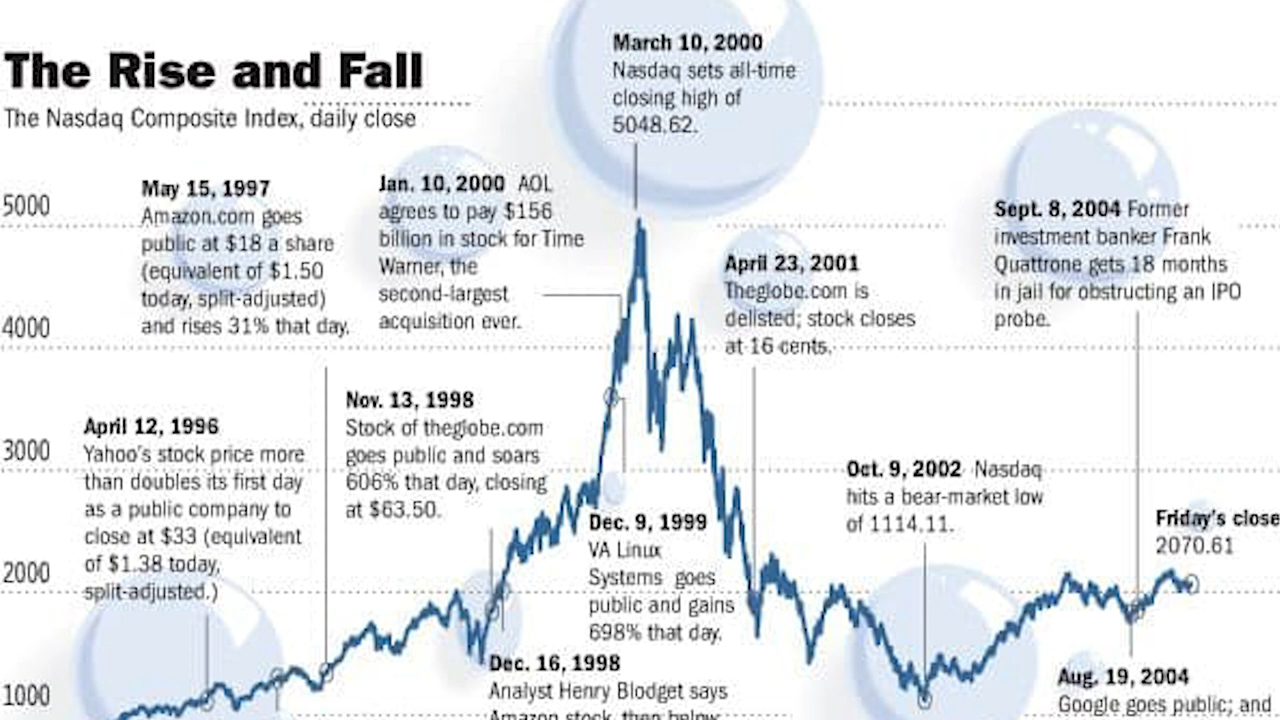 The Rise and Fall
The Nasdaq Composite Index, daily close
March 10, 2000
Nasdaq sets all-time
closing high of
5048.62.
5000
4000
3000
2000
1000
May 15, 1997
Amazon.com goes
public at $18 a share
(equivalent of $1.50
today, split-adjusted)
and rises 31% that day.
Jan. 10, 2000 AOL
agrees to pay $156
billion in stock for Time
Warner, the
second-largest
acquisition ever.
Sept. 8, 2004 Former
investment banker Frank
Quattrone gets 18 months
in jail for obstructing an IPO
probe.
April 23, 2001
Theglobe.com is
delisted; stock closes
at 16 cents.
April 12, 1996
Yahoo's stock price more
than doubles its first day
as a public company to
close at $33 (equivalent
of $1.38 today,
split-adjusted.)
Nov. 13, 1998
Stock of theglobe.com
goes public and soars
606% that day, closing
at $63.50.
Dec. 9, 1999
VA Linux
Systems goes
public and gains
698% that day.
Oct. 9, 2002 Nasdaq
hits a bear-market low
of 1114.11.
Friday's close
2070.61
Dec. 16, 1998
Analyst Henry Blodget says
Amazon stock, then below
Aug. 19, 2004
Google goes public; and